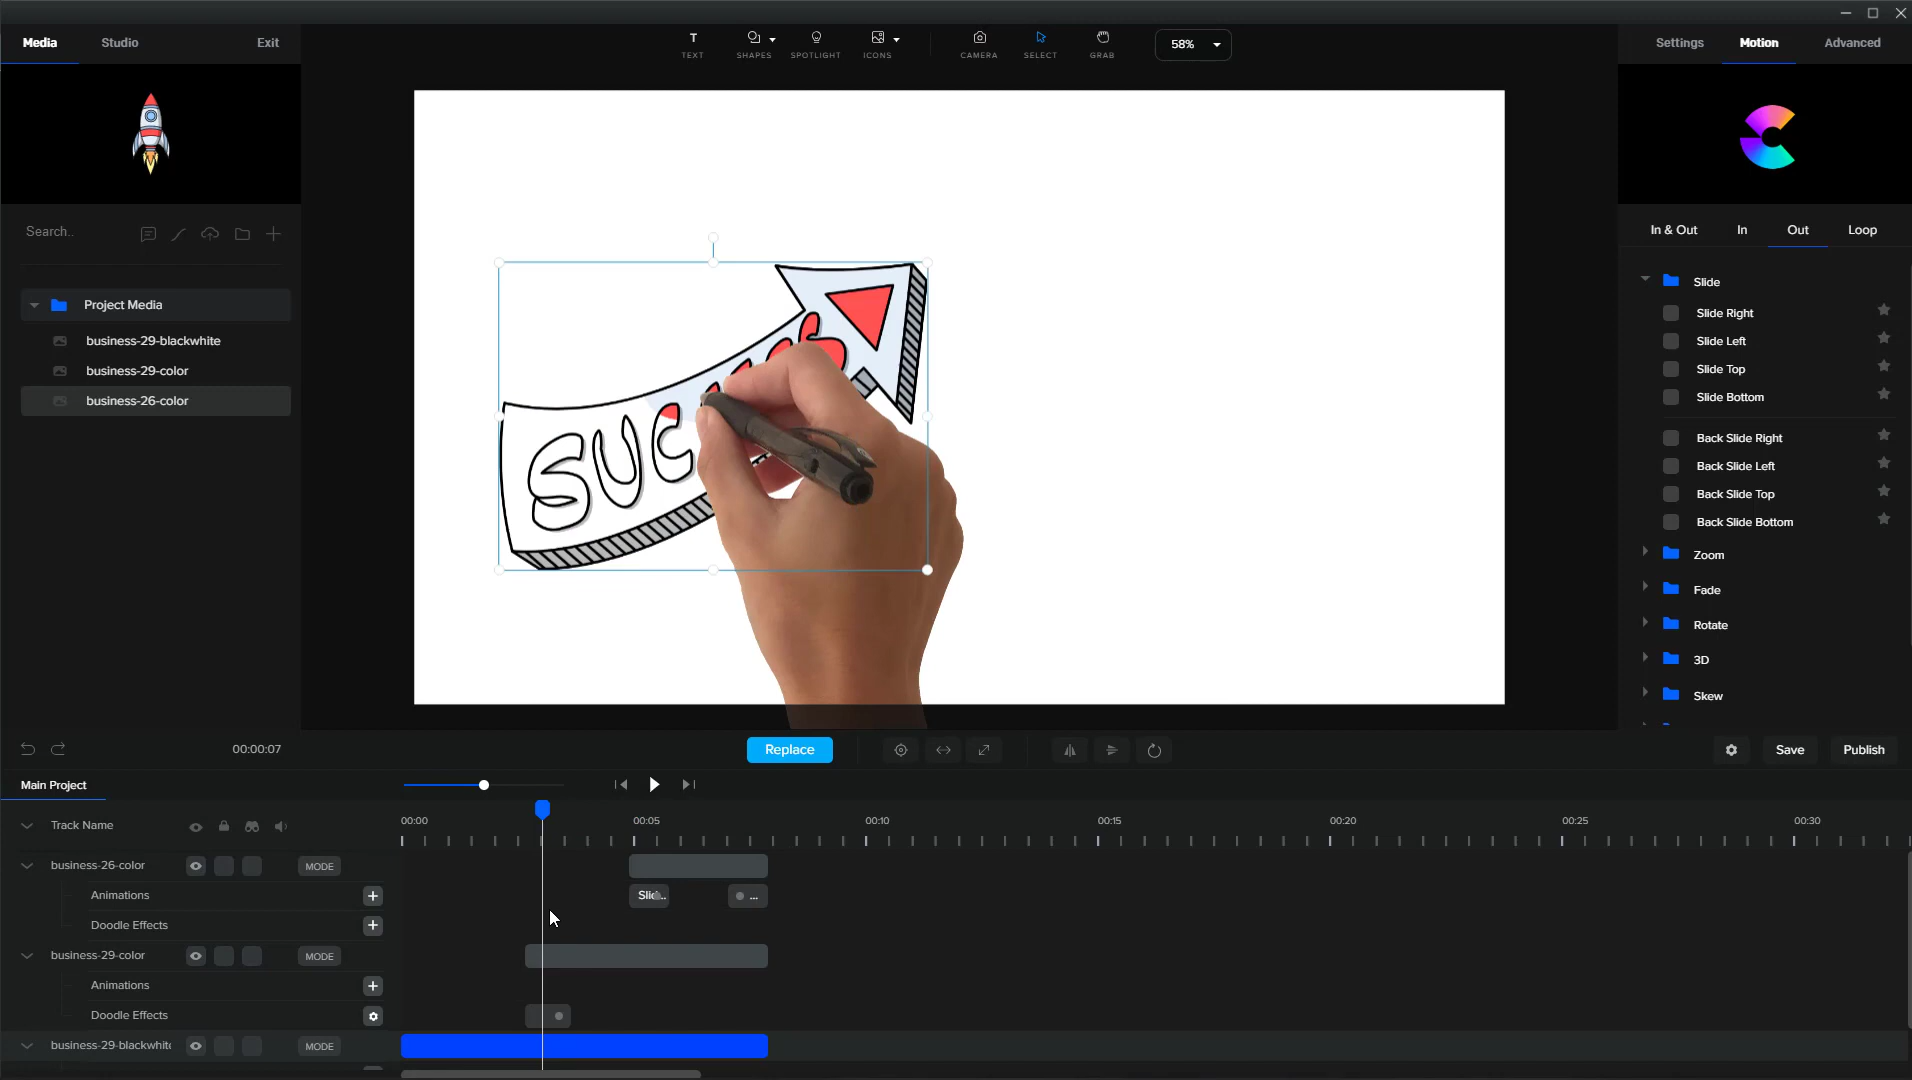 Media
Studio
Exit
TEXT
SHAPES
SPOTLIGHT
ICONS
CAMERA
SELECT
GRAB
58%
Settings
Motion
Advanced
Search..
In & Out
In
Out
Loop
Project Media
business-29-blackwhite
business-29-color
business-26-color
SUC
Slide
Slide Right
Slide Left
Slide Top
Slide Bottom
Back Slide Right
Back Slide Left
Back Slide Top
Back Slide Bottom
Zoom
Fade
Rotate
3D
Skew
00:00:07
Replace
Save
Publish
Main Project
Track Name
00:00
00:05
00:10
00:15
00:20
00:25
00:30
business-26-color
MODE
Animations
Slid..
...
Doodle Effects
business-29-color
MODE
Animations
Doodle Effects
business-29-blackwhit
MODE